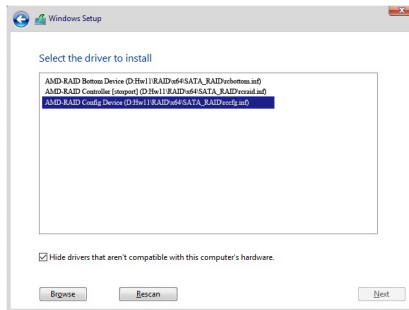 Windows Setup
Select the driver to install
AMD-RAID Bottom Device (D:Hw11\RAID\x64\SATA_RAID\rcbottom.inf)
AMD-RAID Controller [storport] (D:Hw11\RAID\x64\SATA_RAID\rcraid.inf)
AMD-RAID Config Device (D:Hw11\RAID\x64\SATA_RAID\rccfg.inf)
Hide drivers that aren't compatible with this computer's hardware.
Browse Rescan Next